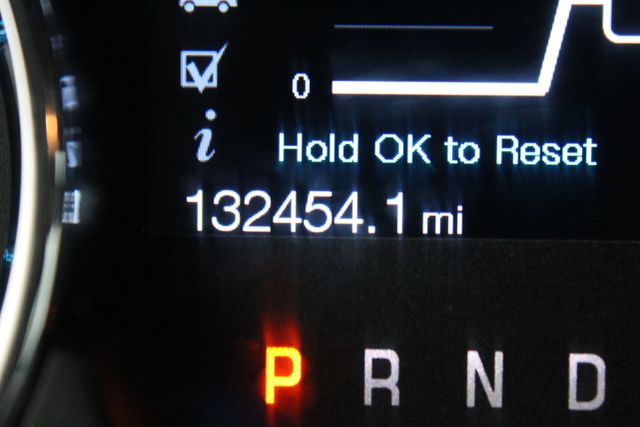 0
i
Hold OK to Reset
132454.1 mi
P R N D